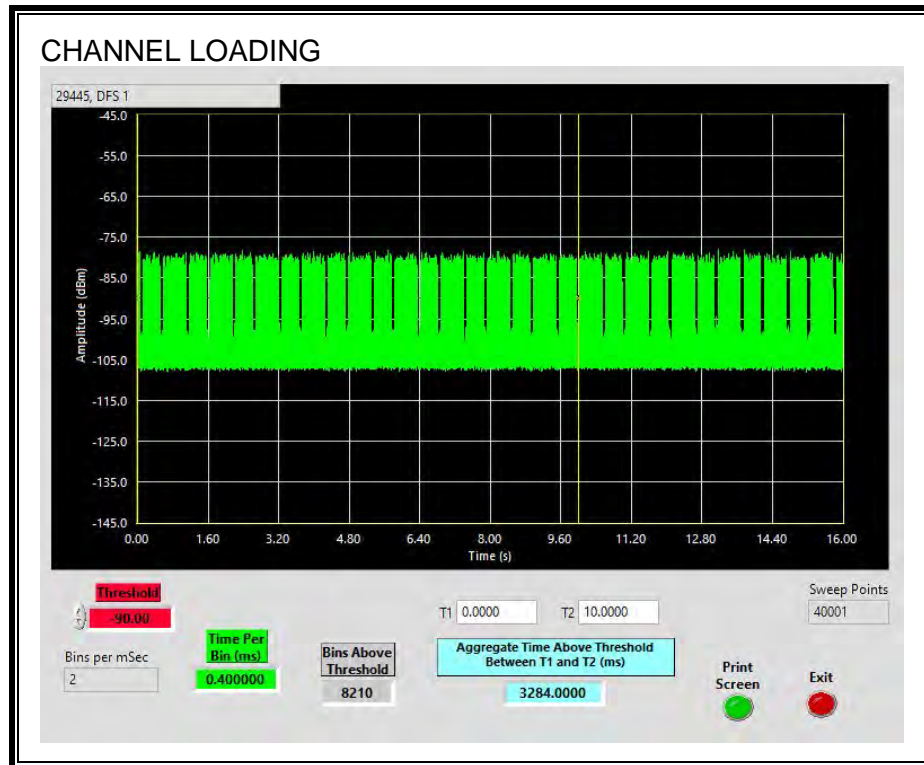 CHANNEL LOADING
29445, DFS 1
Amplitude (dBm)
-45.0
-55.0
-65.0
-75.0
-85.0
-95.0
-105.0
-115.0
-125.0
-135.0
-145.0
0.00 1.60 3.20 4.80 6.40 8.00 9.60 11.20 12.80 14.40 16.00
Time (s)
Threshold
-90.00
Bins per mSec
2
Time Per
Bin (ms)
0.400000
Bins Above
Threshold
8210
T1 0.0000 T2 10.0000
Aggregate Time Above Threshold
Between T1 and T2 (ms)
3284.0000
Sweep Points
40001
Print
Screen
Exit